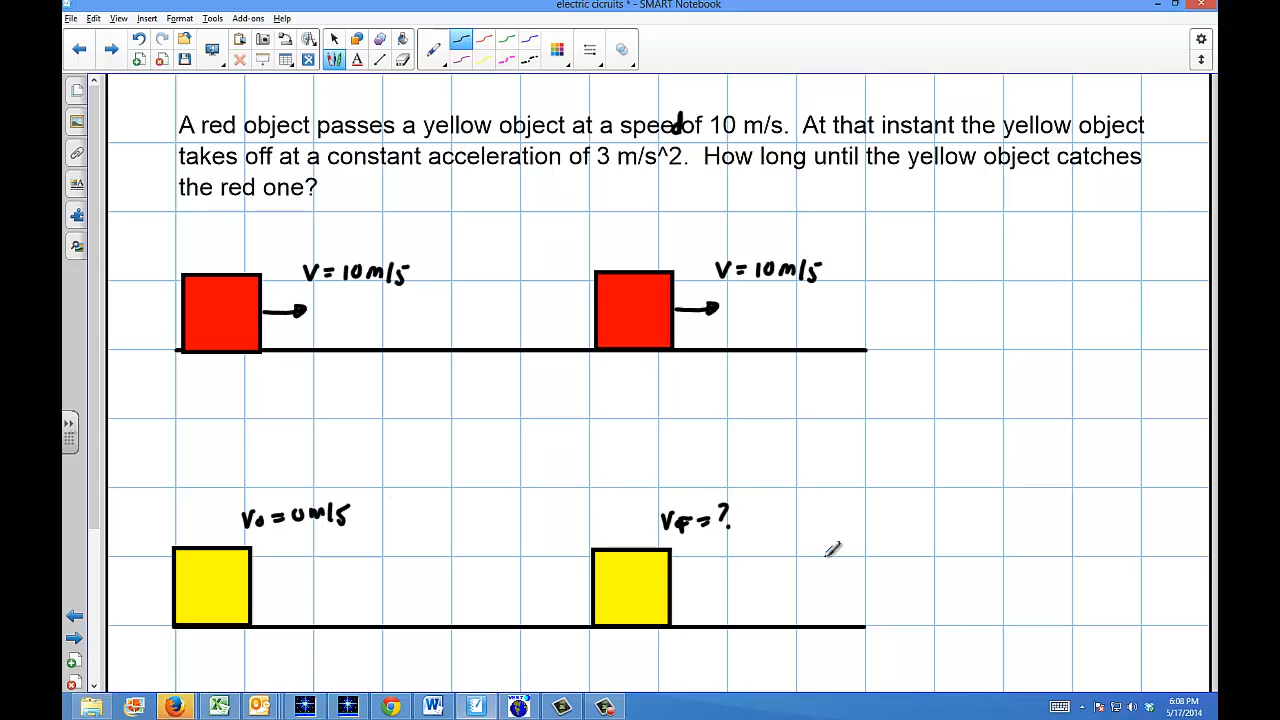 electric cicruits * - SMART Notebook
File Edit View Insert Format Tools Add-ons Help
A red object passes a yellow object at a speed of 10 m/s. At that instant the yellow object
takes off at a constant acceleration of 3 m/s^2. How long until the yellow object catches
the red one?
V = 10 m/s
V = 10 m/s
V₀ = 0 m/s
VF = ?
6:08 PM
5/17/2014